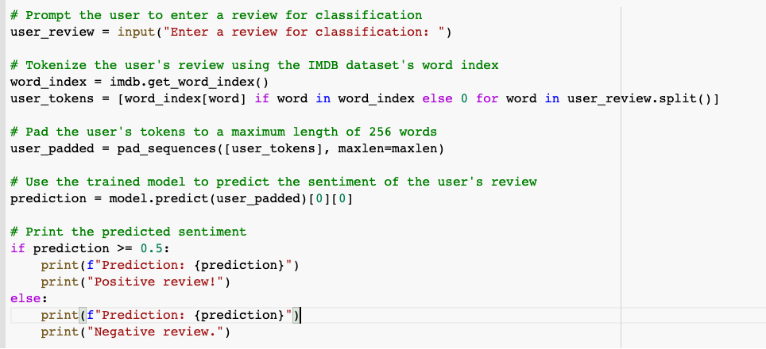 # Prompt the user to enter a review for classification
user_review = input("Enter a review for classification: ")
# Tokenize the user's review using the IMDB dataset's word index
word_index = imdb.get_word_index()
user_tokens = [word_index[word] if word in word_index else 0 for word in user_review.split()]
# Pad the user's tokens to a maximum length of 256 words
user_padded = pad_sequences([user_tokens], maxlen=maxlen)
# Use the trained model to predict the sentiment of the user's review
prediction = model.predict(user_padded)[0][0]
# Print the predicted sentiment
if prediction >= 0.5:
    print(f"Prediction: {prediction}")
    print("Positive review!")
else:
    print(f"Prediction: {prediction}")
    print("Negative review.")